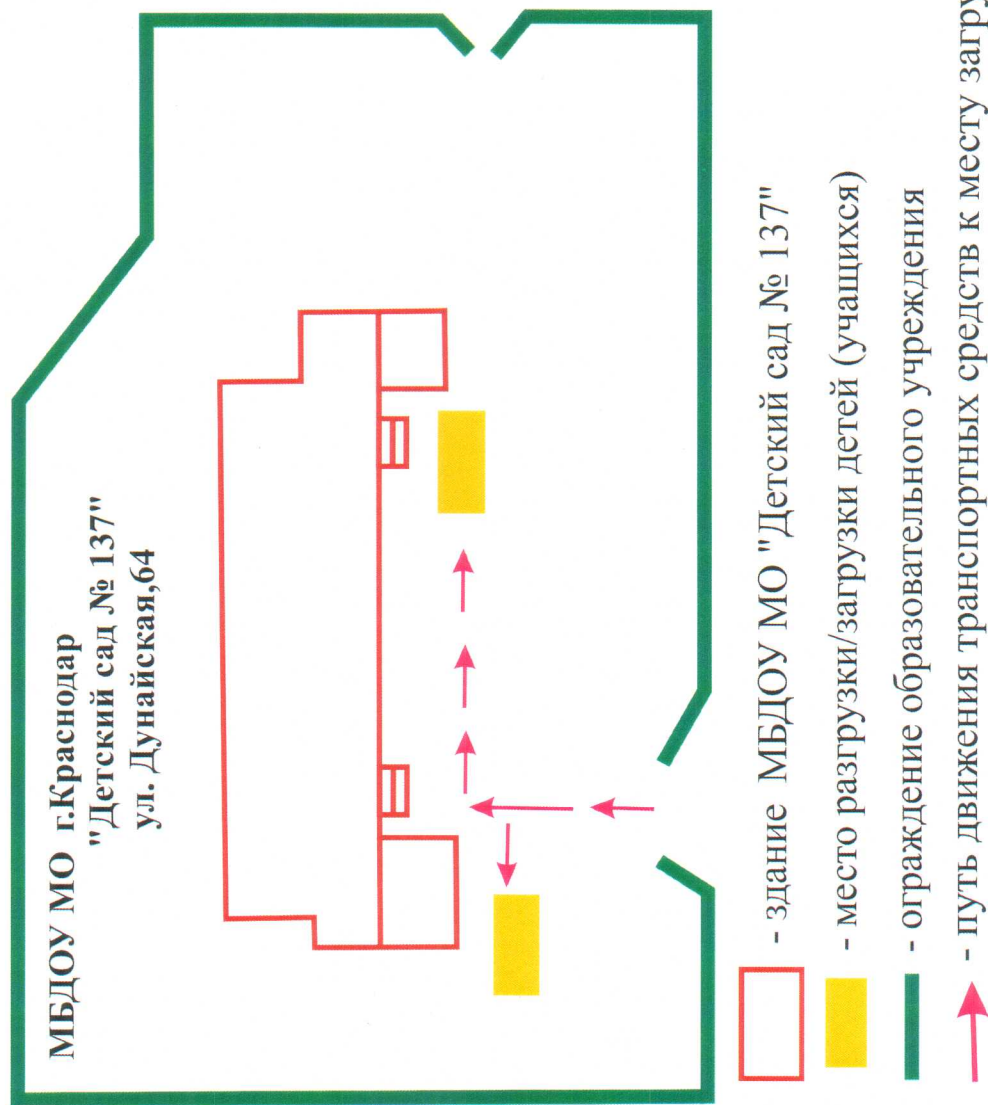 МБДОУ МО г.Краснодар
"Детский сад № 137"
ул. Дунайская,64
- здание МБДОУ МО "Детский сад № 137"
- место разгрузки/загрузки детей (учащихся)
- ограждение образовательного учреждения
- путь движения транспортных средств к месту